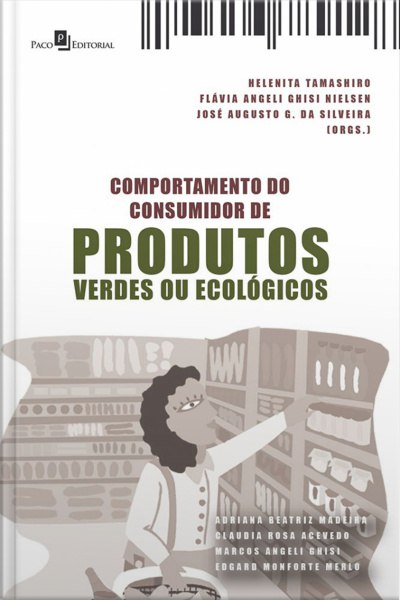 PACO P EDITORIAL
HELENITA TAMASHIRO
FLÁVIA ANGELI GHISI NIELSEN
JOSÉ AUGUSTO G. DA SILVEIRA
(ORGS.)
COMPORTAMENTO DO
CONSUMIDOR DE
PRODUTOS
VERDES OU ECOLÓGICOS
ADRIANA BEATRIZ MADEIRA
CLAUDIA ROSA ACEVEDO
MARCOS ANGELI GHISI
EDGARD MONFORTE MERLO